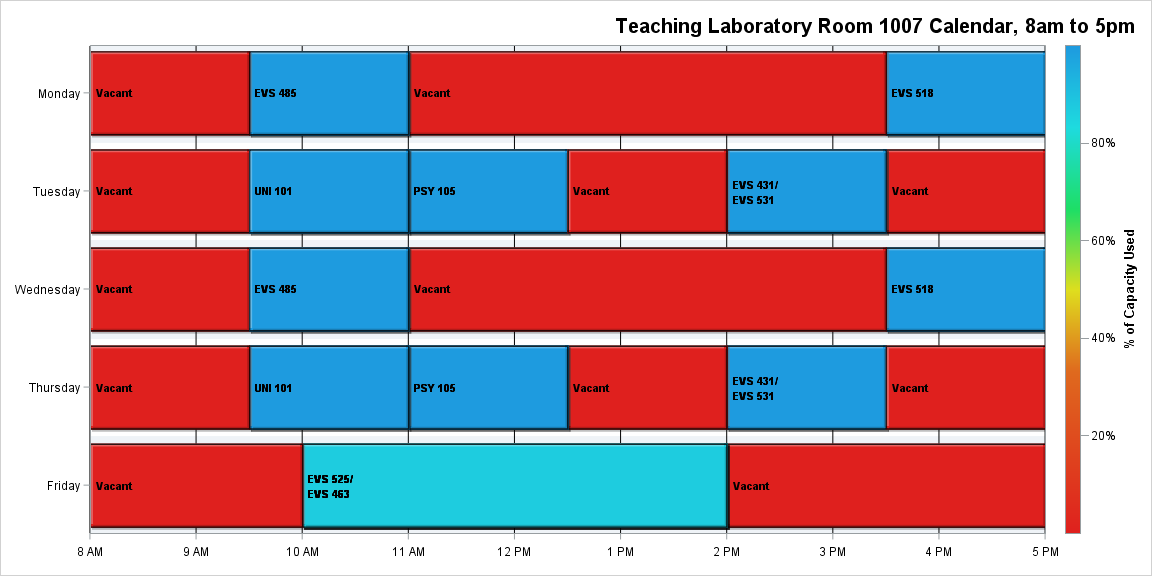 Teaching Laboratory Room 1007 Calendar, 8am to 5pm
Monday
Vacant
EVS 485
Vacant
EVS 518
Tuesday
Vacant
UNI 101
PSY 105
Vacant
EVS 431/
EVS 531
Vacant
Wednesday
Vacant
EVS 485
Vacant
EVS 518
Thursday
Vacant
UNI 101
PSY 105
Vacant
EVS 431/
EVS 531
Vacant
Friday
Vacant
EVS 525/
EVS 463
Vacant
8 AM
9 AM
10 AM
11 AM
12 PM
1 PM
2 PM
3 PM
4 PM
5 PM
80%
60%
40%
20%
% of Capacity Used